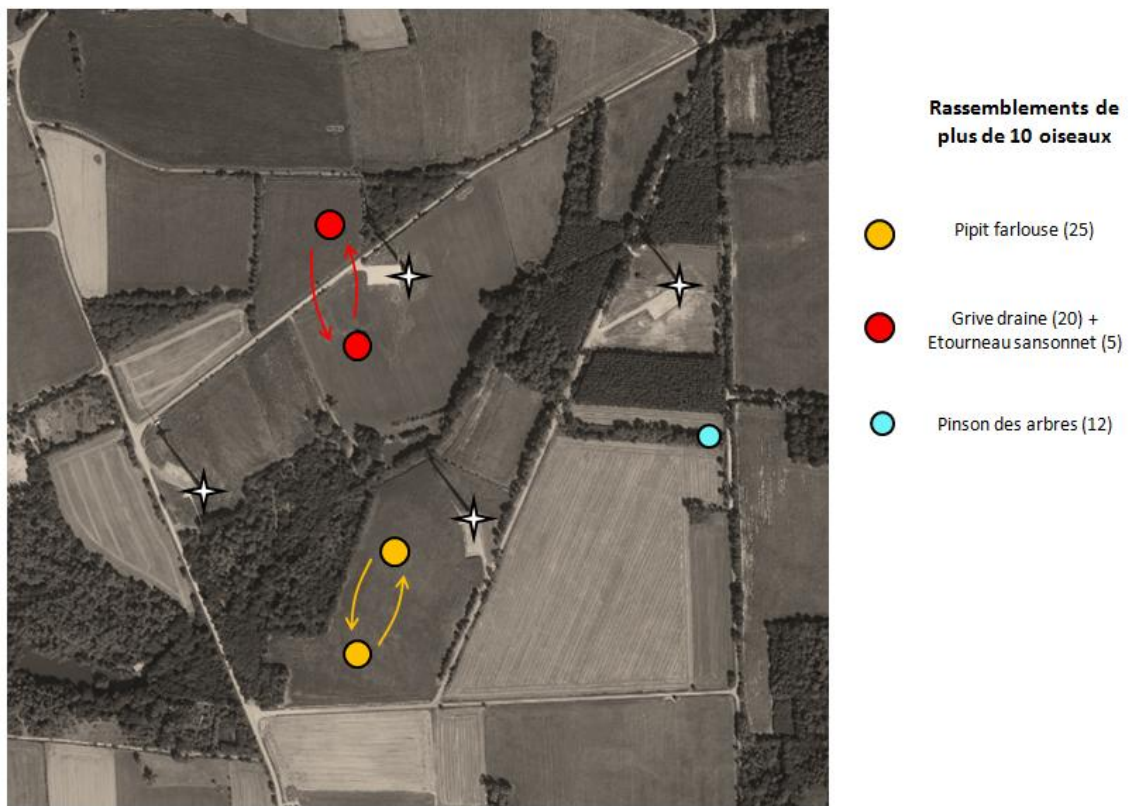 Rassemblements de
plus de 10 oiseaux
Pipit farlouse (25)
Grive draine (20) +
Etourneau sansonnet (5)
Pinson des arbres (12)